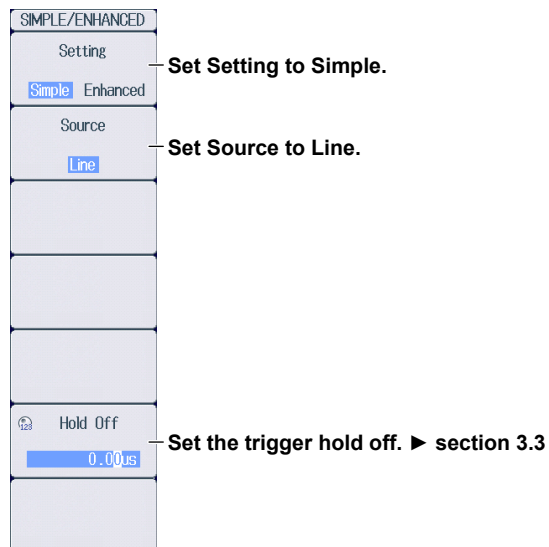 SIMPLE/ENHANCED
Setting
Simple Enhanced
Set Setting to Simple.
Source
Line
Set Source to Line.
123
Hold Off
0.00us
Set the trigger hold off. ► section 3.3